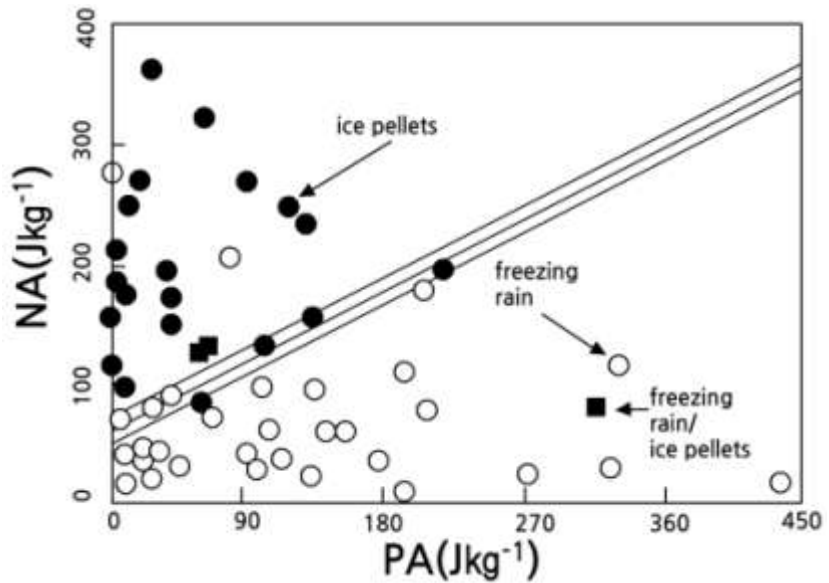 400
300
200
100
0
NA(Jkg⁻¹)
ice pellets
freezing
rain
freezing
rain/
ice pellets
0 90 180 270 360 450
PA(Jkg⁻¹)